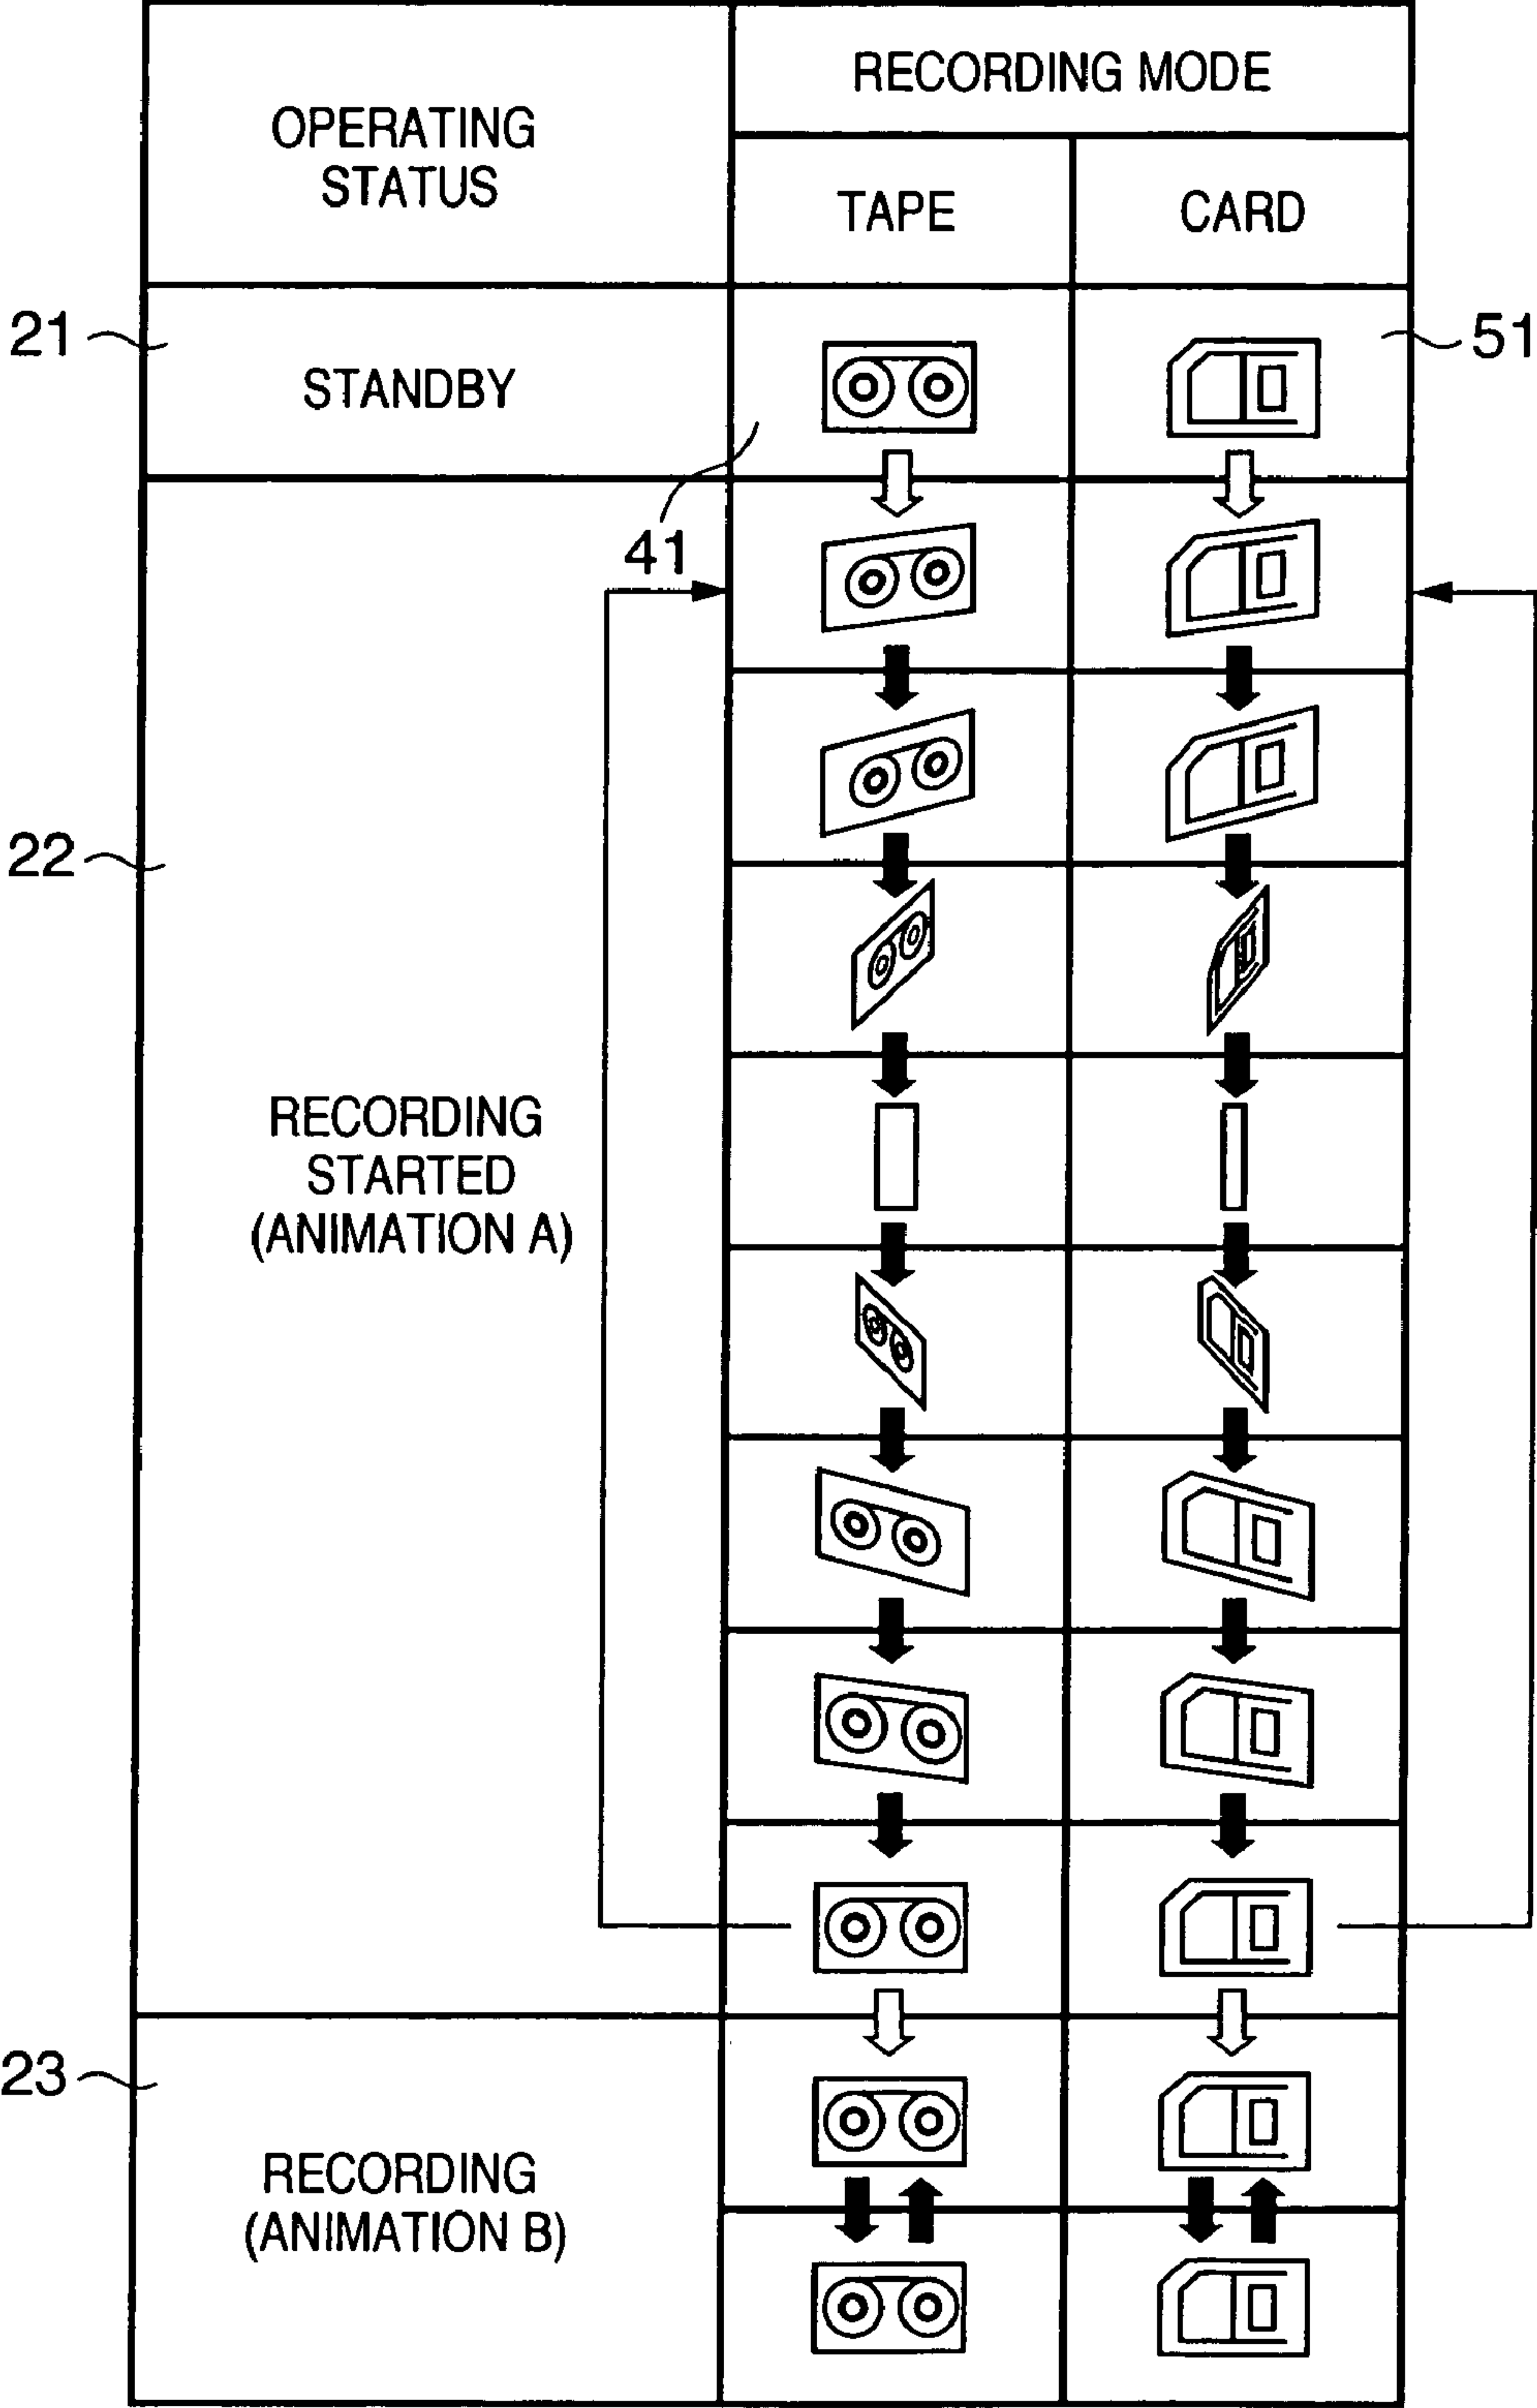 OPERATING
STATUS
RECORDING MODE
TAPE
CARD
21
STANDBY
51
41
22
RECORDING
STARTED
(ANIMATION A)
23
RECORDING
(ANIMATION B)